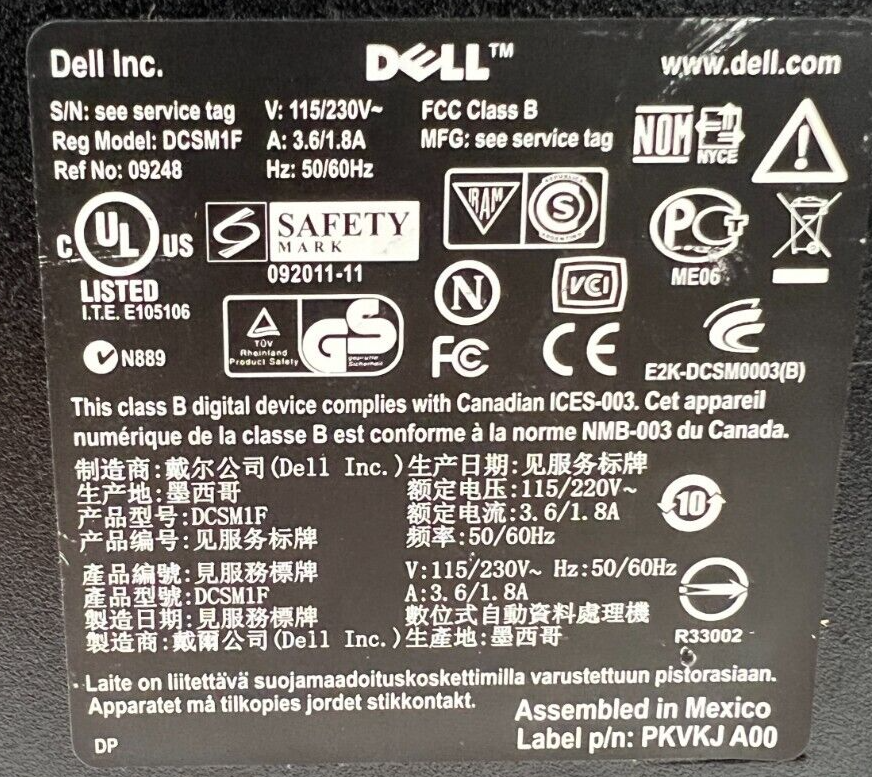 Dell Inc. DELL™ www.dell.com
S/N: see service tag V: 115/230V~ FCC Class B
Reg Model: DCSM1F A: 3.6/1.8A MFG: see service tag
Ref No: 09248 Hz: 50/60Hz
NOM NYCE
C UL US
LISTED
I.T.E. E105106
SAFETY
MARK
092011-11
IRAM S
REPUBLICA
ARGENTINA
PCT
ME06
N
VCI
N889
TÜV
Rheinland
Product Safety
GS
geprüfte
Sicherheit
FC CE
E2K-DCSM0003(B)
This class B digital device complies with Canadian ICES-003. Cet appareil
numérique de la classe B est conforme à la norme NMB-003 du Canada.
制造商:戴尔公司(Dell Inc.) 生产日期:见服务标牌
生产地:墨西哥 额定电压:115/220V~
产品型号:DCSM1F 额定电流:3.6/1.8A
产品编号:见服务标牌 频率:50/60Hz
10
產品編號:見服務標牌 V:115/230V~ Hz:50/60Hz
產品型號:DCSM1F A:3.6/1.8A
製造日期:見服務標牌 數位式自動資料處理機
製造商:戴爾公司(Dell Inc.) 生產地:墨西哥
R33002
Laite on liitettävä suojamaadoituskoskettimilla varustettuun pistorasiaan.
Apparatet må tilkopies jordet stikkontakt.
Assembled in Mexico
DP Label p/n: PKVKJ A00